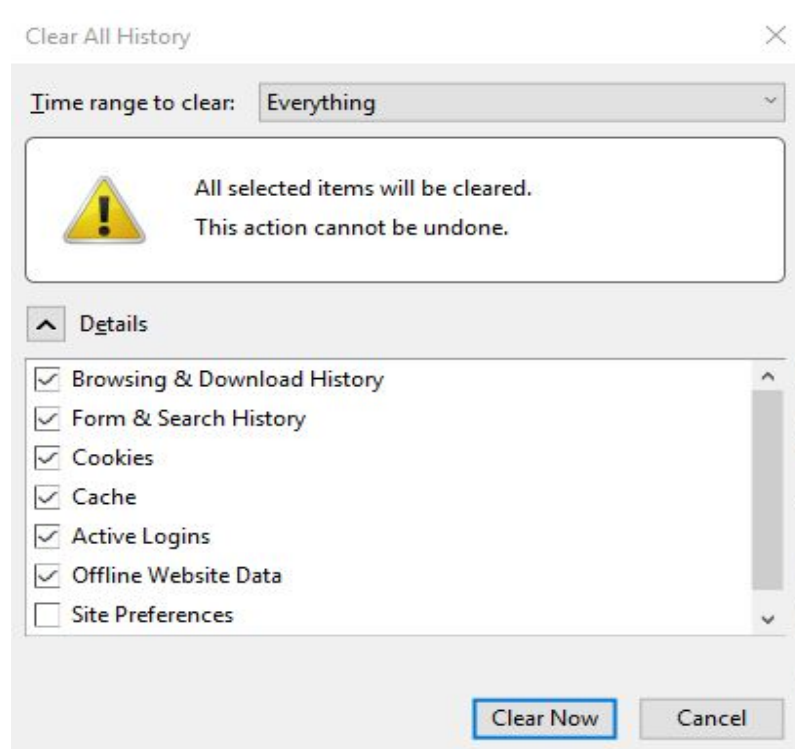 Clear All History
Time range to clear: Everything
All selected items will be cleared.
This action cannot be undone.
Details
Browsing & Download History
Form & Search History
Cookies
Cache
Active Logins
Offline Website Data
Site Preferences
Clear Now Cancel